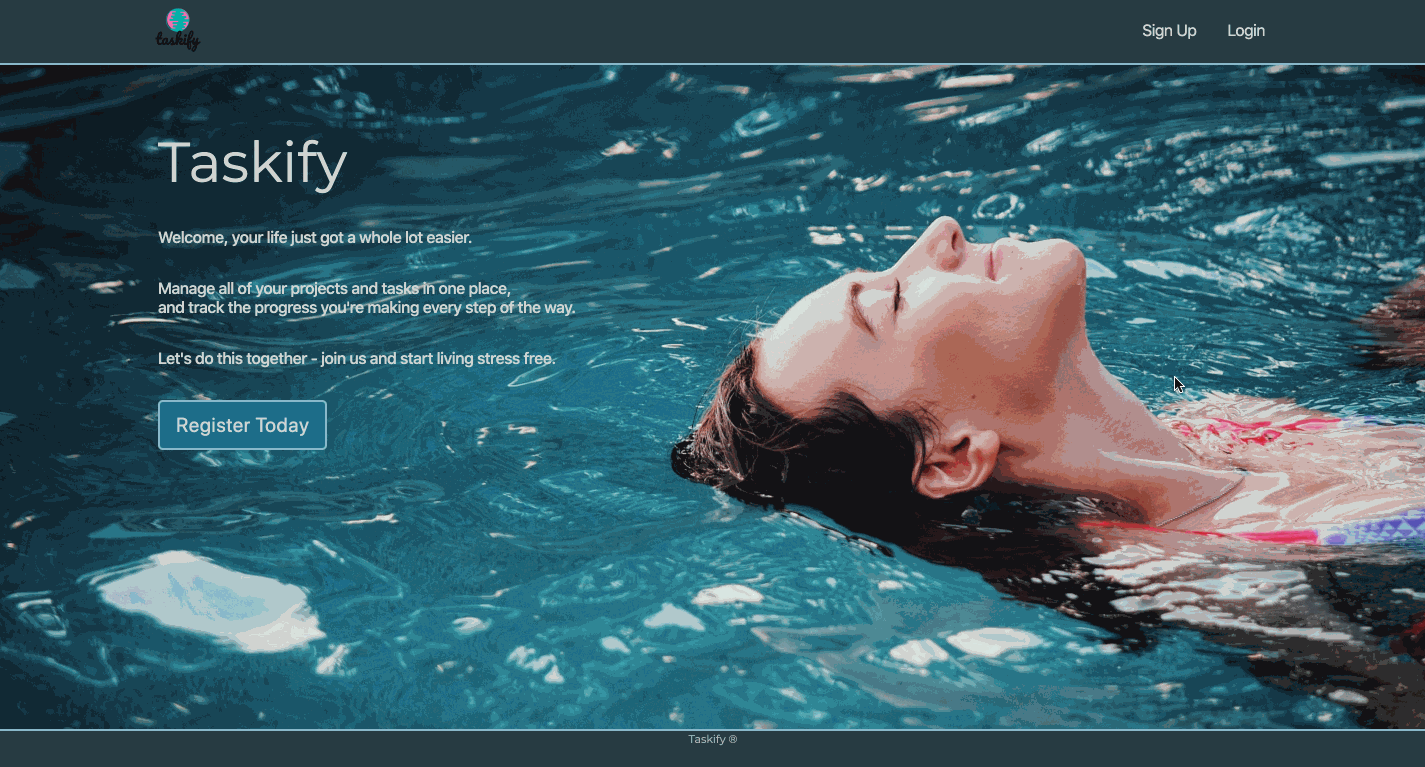 taskify
Sign Up
Login
Taskify
Welcome, your life just got a whole lot easier.
Manage all of your projects and tasks in one place,
and track the progress you're making every step of the way.
Let's do this together - join us and start living stress free.
Register Today
Taskify ®